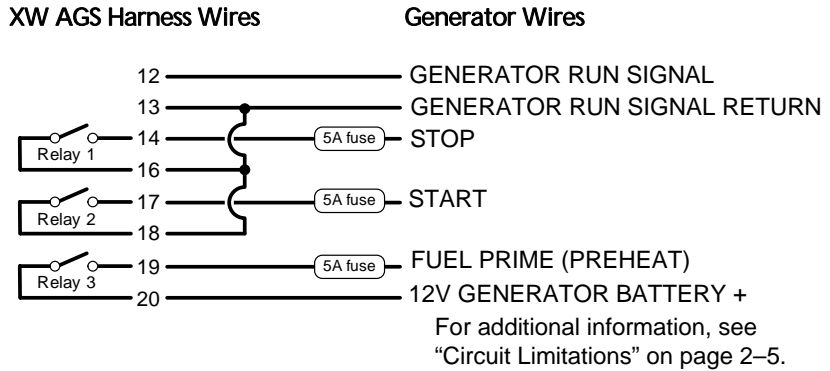 XW AGS Harness Wires Generator Wires
12 GENERATOR RUN SIGNAL
13 GENERATOR RUN SIGNAL RETURN
14 5A fuse STOP
Relay 1
16
17 5A fuse START
Relay 2
18
19 5A fuse FUEL PRIME (PREHEAT)
Relay 3
20 12V GENERATOR BATTERY +
For additional information, see
“Circuit Limitations” on page 2–5.